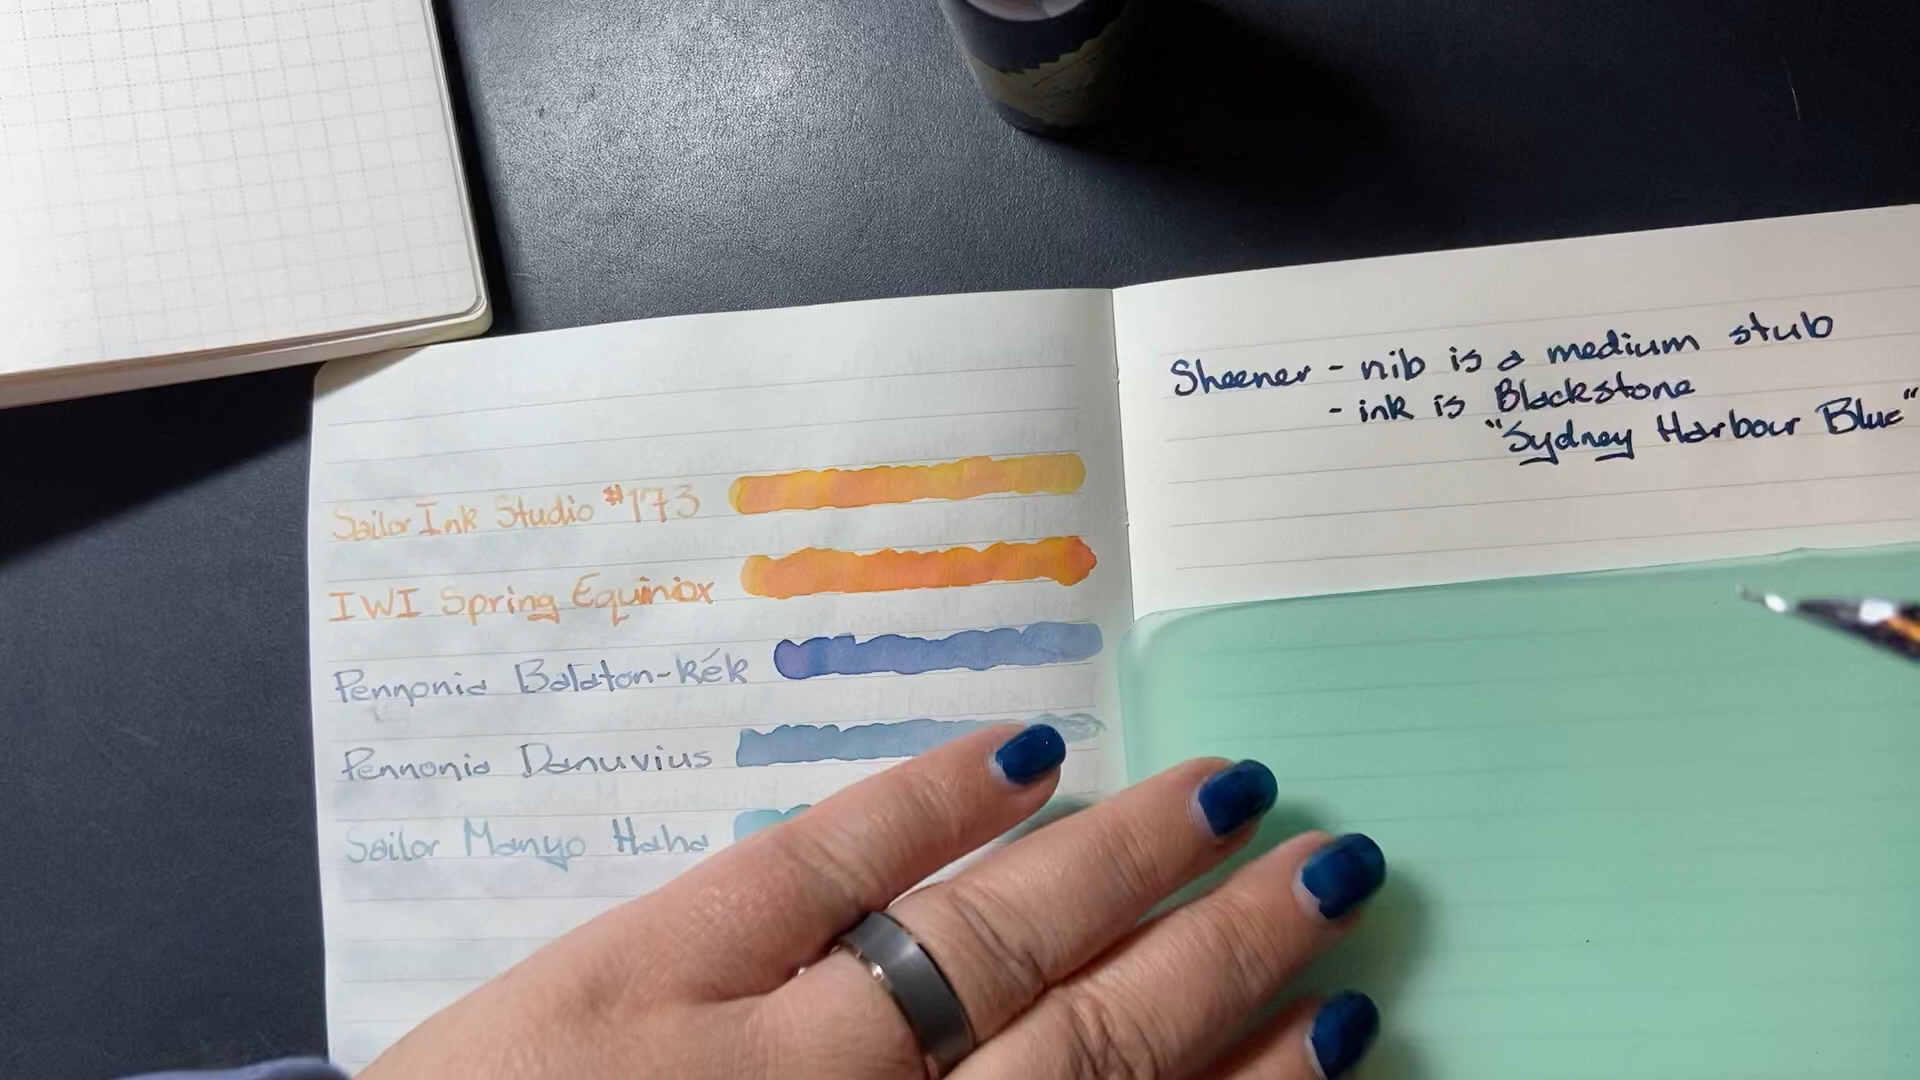 Sailor Ink Studio #173
IWI Spring Equinox
Pennonia Balaton-kék
Pennonia Danuvius
Sailor Manyo Haha
Sheener - nib is a medium stub
- ink is Blackstone
"Sydney Harbour Blue"